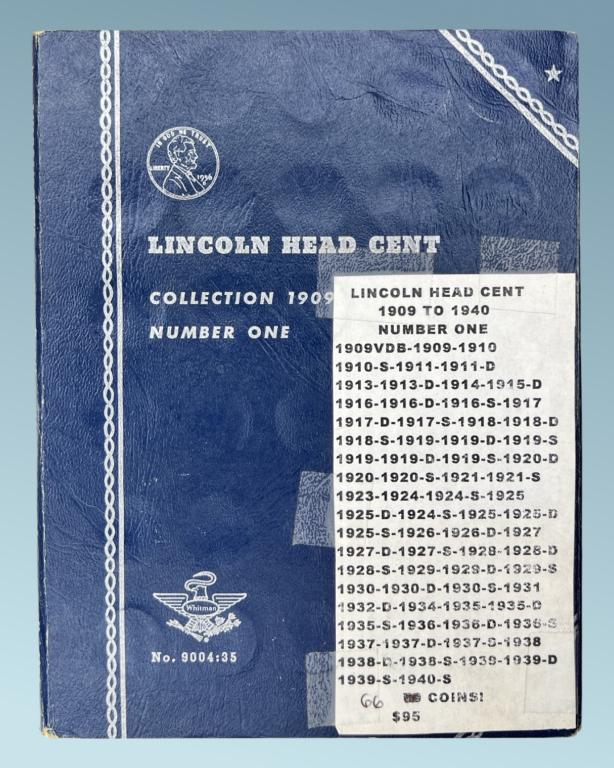 IN GOD WE TRUST
LIBERTY
1936
LINCOLN HEAD CENT
COLLECTION 1909
NUMBER ONE
Whitman
No. 9004:35
LINCOLN HEAD CENT
1909 TO 1940
NUMBER ONE
1909VDB-1909-1910
1910-S-1911-1911-D
1913-1913-D-1914-1915-D
1916-1916-D-1916-S-1917
1917-D-1917-S-1918-1918-D
1918-S-1919-1919-D-1919-S
1919-1919-D-1919-S-1920-D
1920-1920-S-1921-1921-S
1923-1924-1924-S-1925
1925-D-1924-S-1925-1925-D
1925-S-1926-1926-D-1927
1927-D-1927-S-1928-1928-D
1928-S-1929-1929-D-1929-S
1930-1930-D-1930-S-1931
1932-D-1934-1935-1935-D
1935-S-1936-1936-D-1936-S
1937-1937-D-1937-S-1938
1938-D-1938-S-1939-1939-D
1939-S-1940-S
66 COINS!
$95